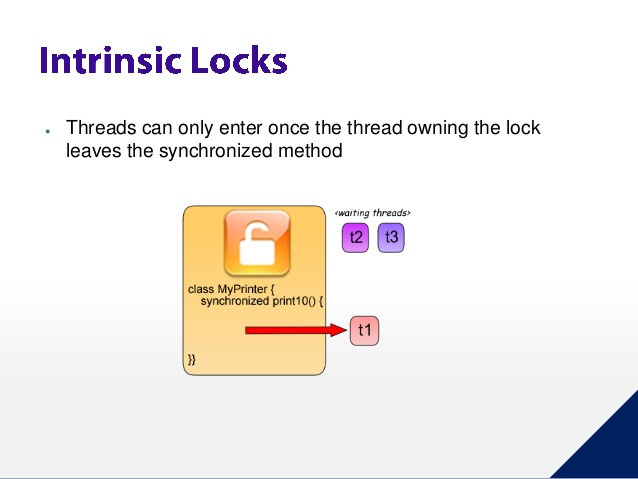 Intrinsic Locks
Threads can only enter once the thread owning the lock
leaves the synchronized method
<waiting threads>
t2 t3
class MyPrinter {
synchronized print10() {
t1
}}